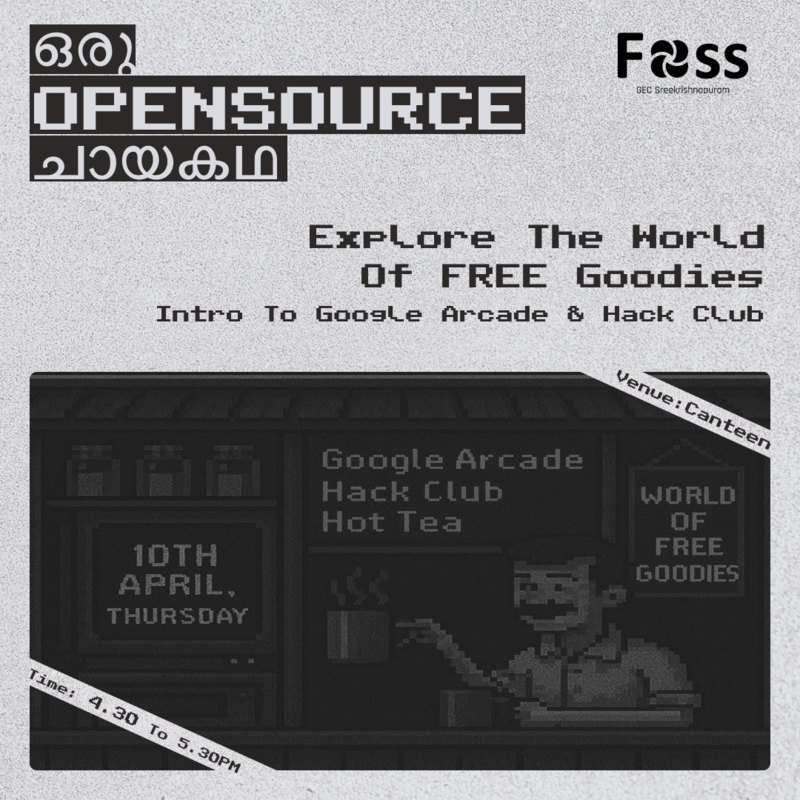 ഒരു
OPENSOURCE
ചായകഥ
Foss
GEC Sreekrishnapuram
Explore The World
Of FREE Goodies
Intro To Google Arcade & Hack Club
Venue:Canteen
Google Arcade
Hack Club
Hot Tea
WORLD
OF
FREE
GOODIES
10TH
APRIL,
THURSDAY
Time: 4.30 To 5.30PM